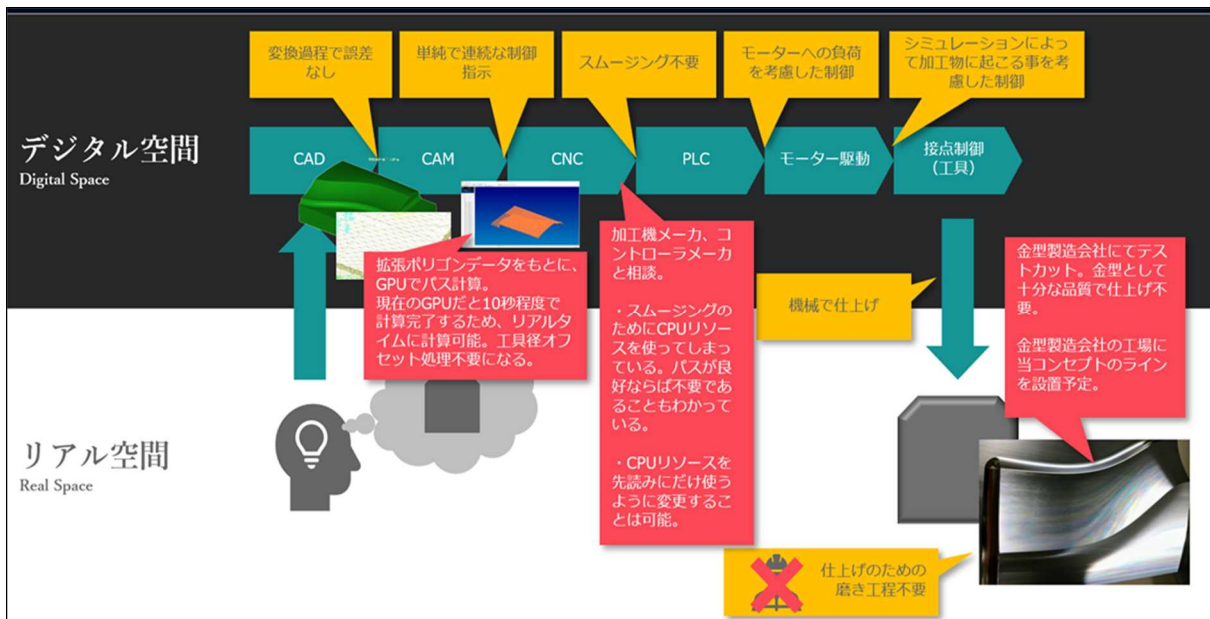 変換過程で誤差
なし
単純で連続な制御
指示
スムージング不要
モーターへの負荷
を考慮した制御
シミュレーションによっ
て加工物に起こる事を考
慮した制御
デジタル空間
Digital Space
CAD
CAM
CNC
PLC
モーター駆動
接点制御
（工具）
拡張ポリゴンデータをもとに、
GPUでパス計算。
現在のGPUだと10秒程度で
計算完了するため、リアルタ
イムに計算可能。工具径オフ
セット処理不要になる。
加工機メーカ、コ
ントローラメーカ
と相談。
・スムージングの
ためにCPUリソー
スを使ってしまっ
ている。パスが良
好ならば不要であ
ることもわかって
いる。
・CPUリソースを
先読みにだけ使う
ように変更するこ
とは可能。
機械で仕上げ
金型製造会社にてテス
トカット。金型として
十分な品質で仕上げ不
要。
金型製造会社の工場に
当コンセプトのライン
を設置予定。
リアル空間
Real Space
仕上げのための
磨き工程不要